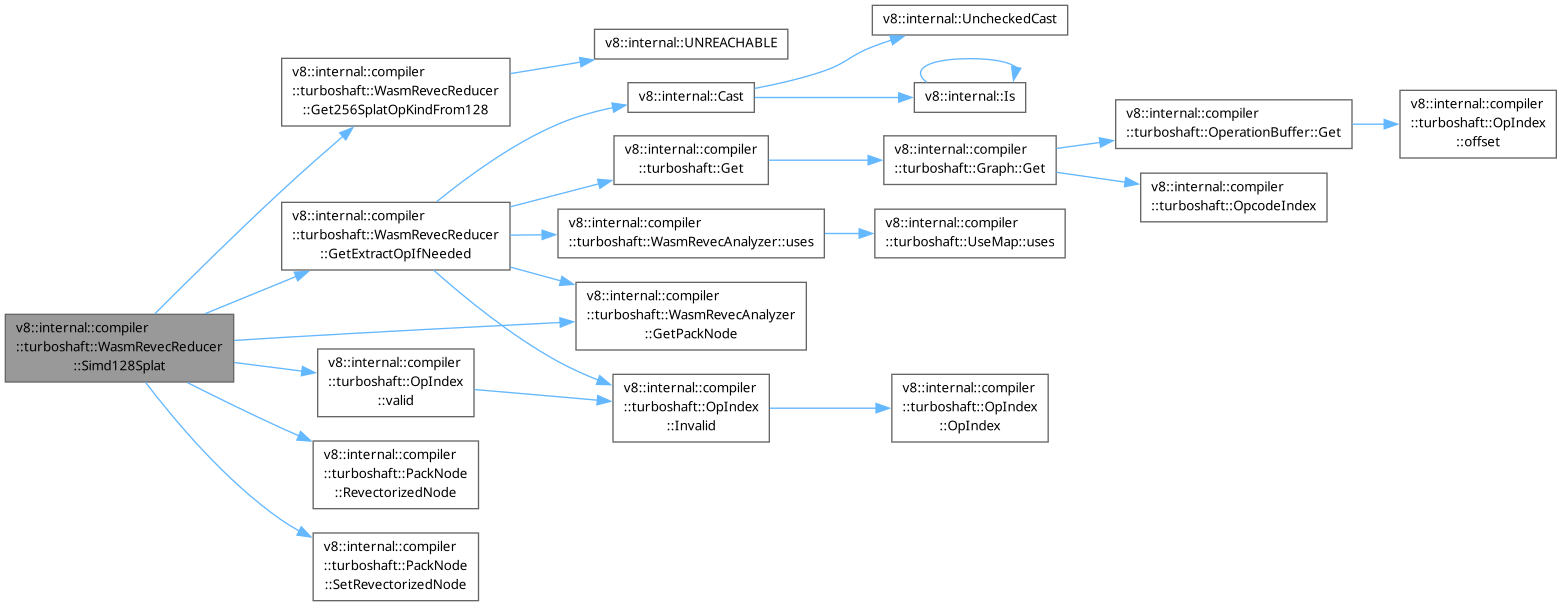 v8::internal::compiler
::turboshaft::WasmRevecReducer
::Simd128Splat
v8::internal::compiler
::turboshaft::WasmRevecReducer
::Get256SplatOpKindFrom128
v8::internal::UNREACHABLE
v8::internal::compiler
::turboshaft::WasmRevecReducer
::GetExtractOpIfNeeded
v8::internal::Cast
v8::internal::UncheckedCast
v8::internal::Is
v8::internal::compiler
::turboshaft::Get
v8::internal::compiler
::turboshaft::Graph::Get
v8::internal::compiler
::turboshaft::OperationBuffer::Get
v8::internal::compiler
::turboshaft::OpIndex
::offset
v8::internal::compiler
::turboshaft::OpcodeIndex
v8::internal::compiler
::turboshaft::WasmRevecAnalyzer::uses
v8::internal::compiler
::turboshaft::UseMap::uses
v8::internal::compiler
::turboshaft::WasmRevecAnalyzer
::GetPackNode
v8::internal::compiler
::turboshaft::OpIndex
::valid
v8::internal::compiler
::turboshaft::OpIndex
::Invalid
v8::internal::compiler
::turboshaft::OpIndex
::OpIndex
v8::internal::compiler
::turboshaft::PackNode
::RevectorizedNode
v8::internal::compiler
::turboshaft::PackNode
::SetRevectorizedNode